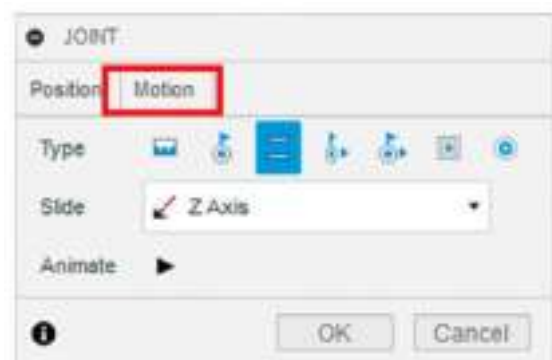 JOINT
Position Motion
Type
Slide Z Axis
Animate
OK Cancel